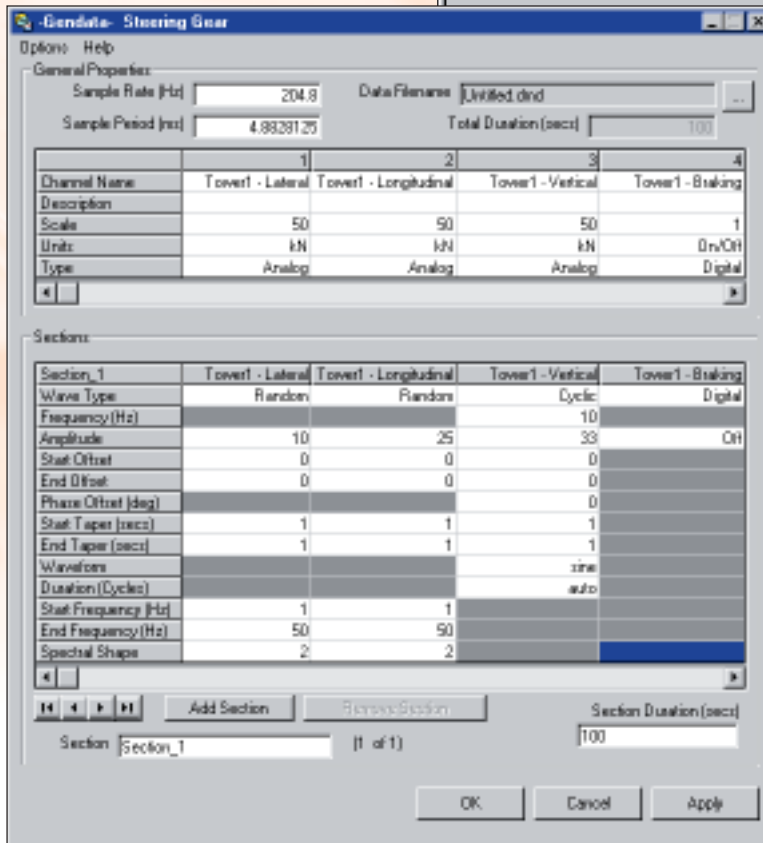 -Gendata- Steering Gear
Options Help
General Properties
Sample Rate (Hz) 204.8 Data Filename Untitled.dmd ...
Sample Period (ms) 4.8828125 Total Duration (secs) 100
1 2 3 4
Channel Name Tower1 - Lateral Tower1 - Longitudinal Tower1 - Vertical Tower1 - Braking
Description
Scale 50 50 50 1
Units kN kN kN On/Off
Type Analog Analog Analog Digital
Sections
Section_1 Tower1 - Lateral Tower1 - Longitudinal Tower1 - Vertical Tower1 - Braking
Wave Type Random Random Cyclic Digital
Frequency (Hz) 10
Amplitude 10 25 33 Off
Start Offset 0 0 0
End Offset 0 0 0
Phase Offset (deg) 0
Start Taper (secs) 1 1 1
End Taper (secs) 1 1 1
Waveform sine
Duration (Cycles) auto
Start Frequency (Hz) 1 1
End Frequency (Hz) 50 50
Spectral Shape 2 2
Add Section Remove Section Section Duration (secs)
Section Section_1 (1 of 1) 100
OK Cancel Apply